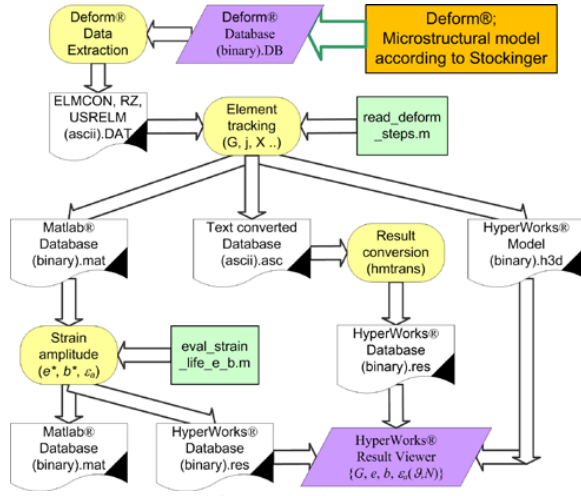 Deform®
Data
Extraction
Deform®
Database
(binary).DB
Deform®;
Microstructural model
according to Stockinger
ELMCON, RZ,
USRELM
(ascii).DAT
Element
tracking
(G, j, X ..)
read_deform
_steps.m
Matlab®
Database
(binary).mat
Text converted
Database
(ascii).asc
Result
conversion
(hmtrans)
HyperWorks®
Model
(binary).h3d
Strain
amplitude
(e*, b*, εₐ)
eval_strain
_life_e_b.m
HyperWorks®
Database
(binary).res
Matlab®
Database
(binary).mat
HyperWorks®
Database
(binary).res
HyperWorks®
Result Viewer
{G, e, b, εₐ(ϑ,N)}